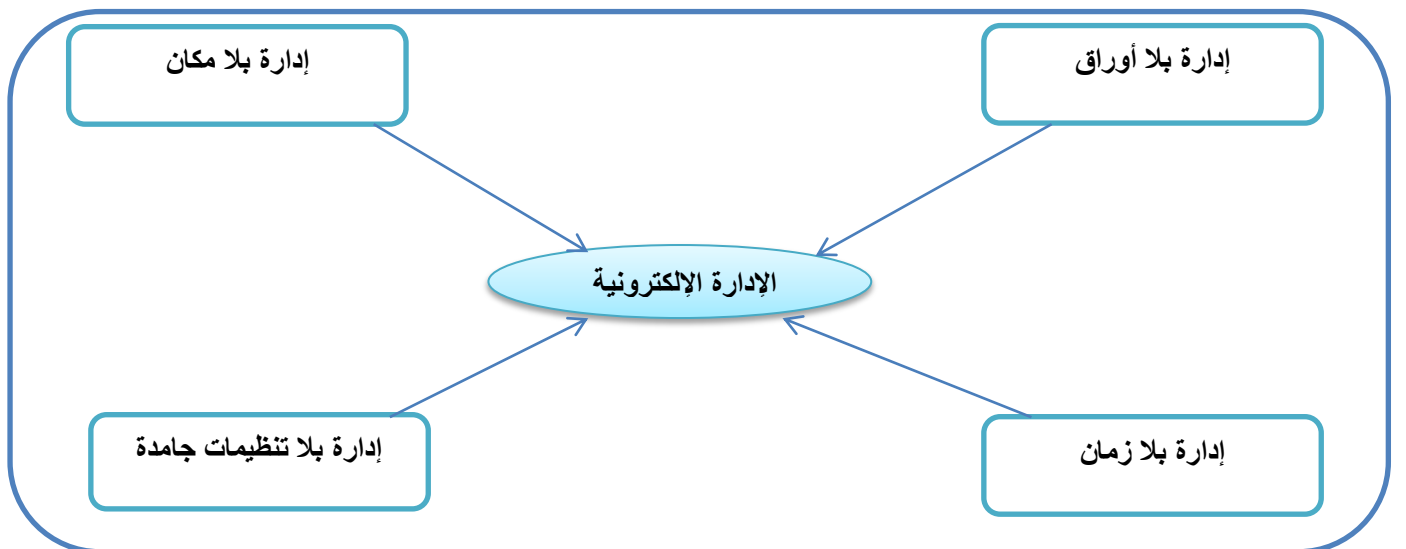 إدارة بلا أوراق
إدارة بلا مكان
الإدارة الإلكترونية
إدارة بلا زمان
إدارة بلا تنظيمات جامدة